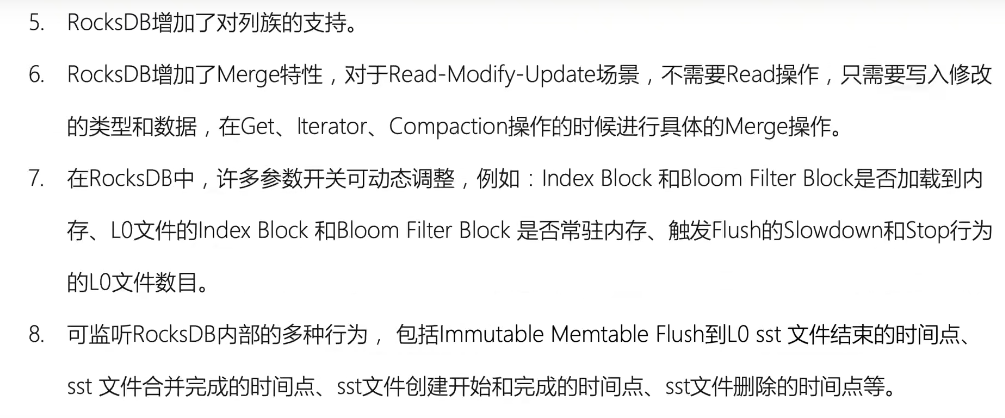 5. RocksDB增加了对列族的支持。
6. RocksDB增加了Merge特性，对于Read-Modify-Update场景，不需要Read操作，只需要写入修改
的类型和数据，在Get、Iterator、Compaction操作的时候进行具体的Merge操作。
7. 在RocksDB中，许多参数开关可动态调整，例如：Index Block 和Bloom Filter Block是否加载到内
存、L0文件的Index Block 和Bloom Filter Block 是否常驻内存、触发Flush的Slowdown和Stop行为
的L0文件数目。
8. 可监听RocksDB内部的多种行为， 包括Immutable Memtable Flush到L0 sst 文件结束的时间点、
sst 文件合并完成的时间点、sst文件创建开始和完成的时间点、sst文件删除的时间点等。